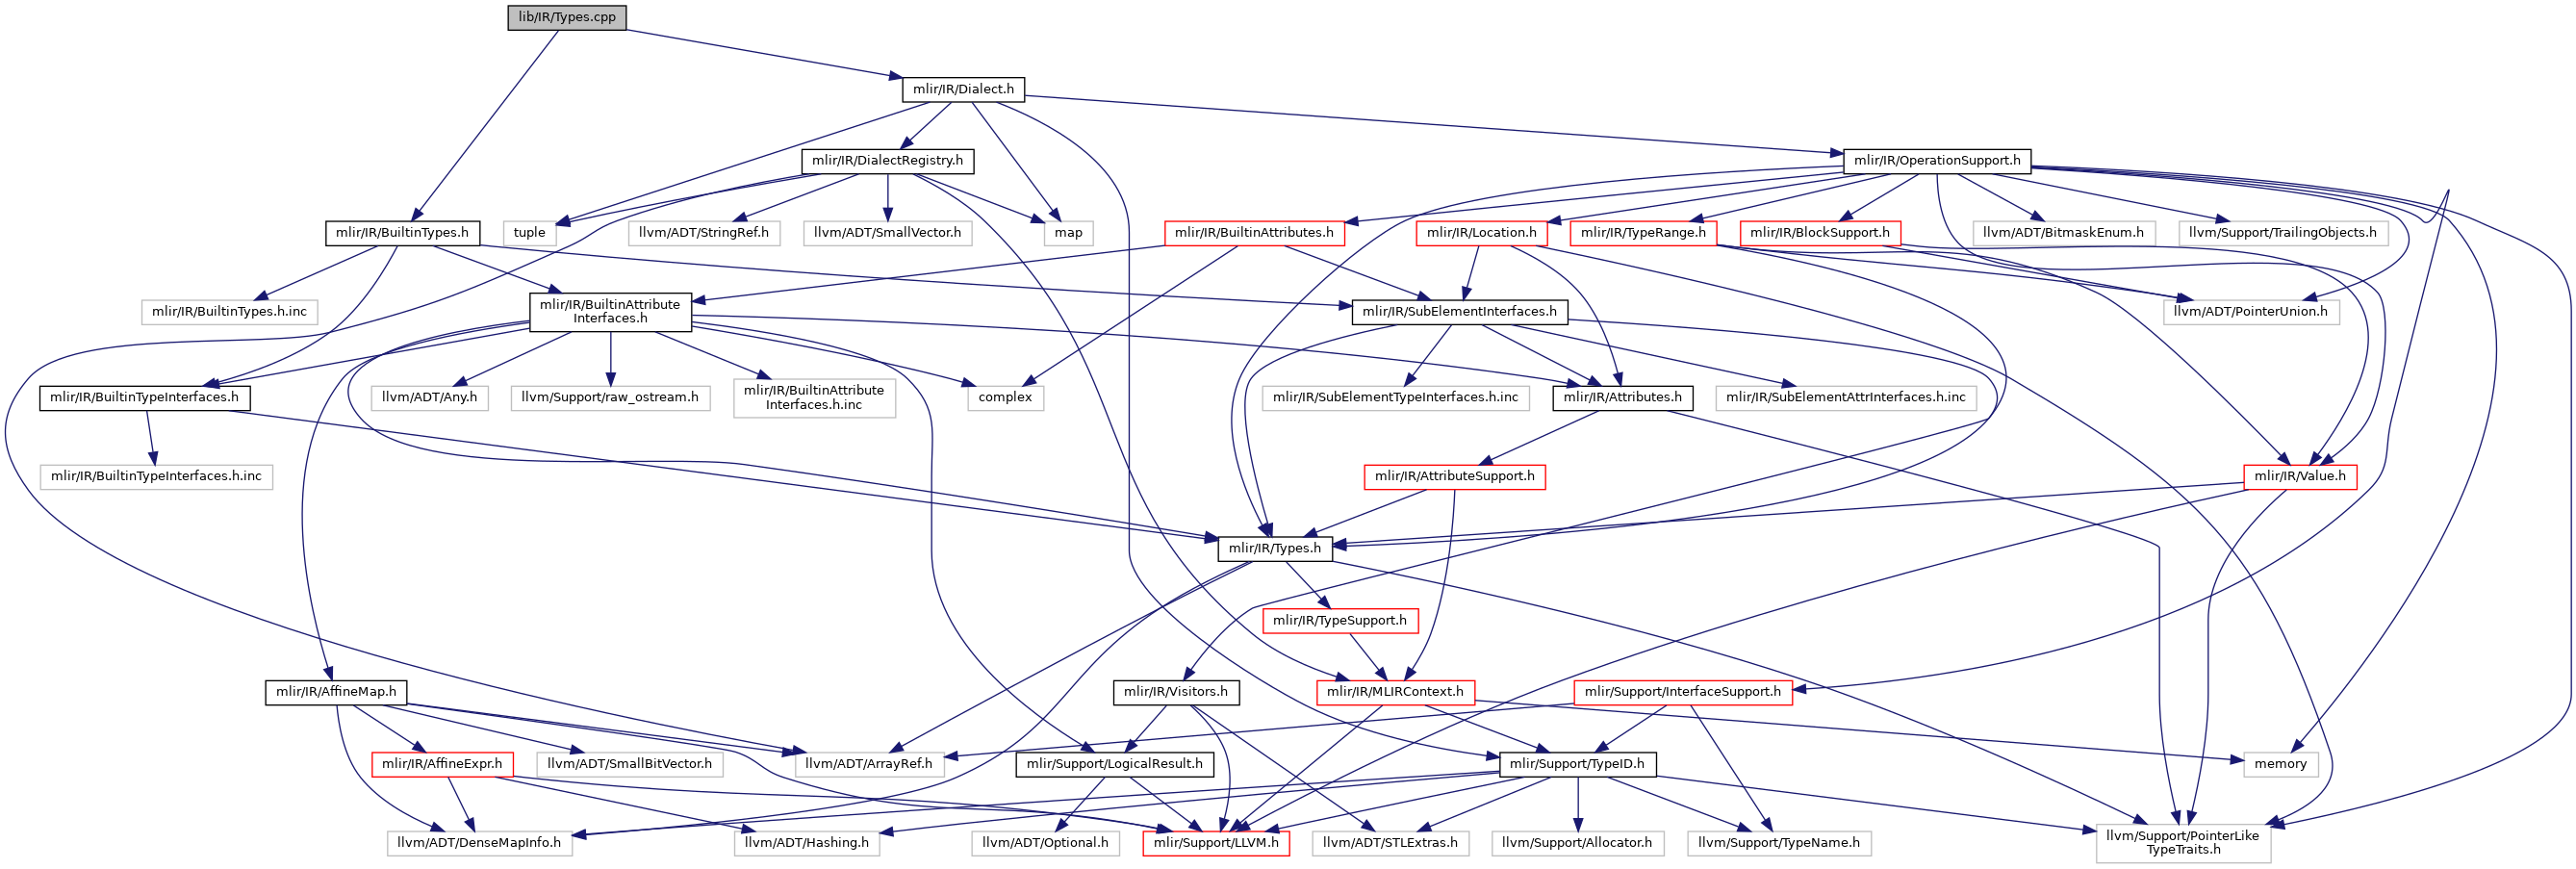 lib/IR/Types.cpp
mlir/IR/Dialect.h
mlir/IR/DialectRegistry.h
mlir/IR/OperationSupport.h
mlir/IR/BuiltinTypes.h
tuple
llvm/ADT/StringRef.h
llvm/ADT/SmallVector.h
map
mlir/IR/BuiltinAttributes.h
mlir/IR/Location.h
mlir/IR/TypeRange.h
mlir/IR/BlockSupport.h
llvm/ADT/BitmaskEnum.h
llvm/Support/TrailingObjects.h
mlir/IR/BuiltinTypes.h.inc
mlir/IR/BuiltinAttribute
Interfaces.h
mlir/IR/SubElementInterfaces.h
llvm/ADT/PointerUnion.h
mlir/IR/BuiltinTypeInterfaces.h
llvm/ADT/Any.h
llvm/Support/raw_ostream.h
mlir/IR/BuiltinAttribute
Interfaces.h.inc
complex
mlir/IR/SubElementTypeInterfaces.h.inc
mlir/IR/Attributes.h
mlir/IR/SubElementAttrInterfaces.h.inc
mlir/IR/BuiltinTypeInterfaces.h.inc
mlir/IR/AttributeSupport.h
mlir/IR/Value.h
mlir/IR/Types.h
mlir/IR/TypeSupport.h
mlir/IR/AffineMap.h
mlir/IR/Visitors.h
mlir/IR/MLIRContext.h
mlir/Support/InterfaceSupport.h
mlir/IR/AffineExpr.h
llvm/ADT/SmallBitVector.h
llvm/ADT/ArrayRef.h
mlir/Support/LogicalResult.h
mlir/Support/TypeID.h
memory
llvm/ADT/DenseMapInfo.h
llvm/ADT/Hashing.h
llvm/ADT/Optional.h
mlir/Support/LLVM.h
llvm/ADT/STLExtras.h
llvm/Support/Allocator.h
llvm/Support/TypeName.h
llvm/Support/PointerLike
TypeTraits.h